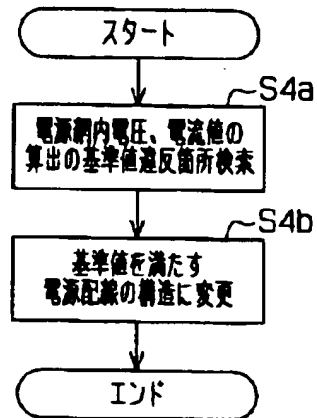 スタート
S4a
電源網内電圧、電流値の
算出の基準値違反箇所検索
S4b
基準値を満たす
電源配線の構造に変更
エンド